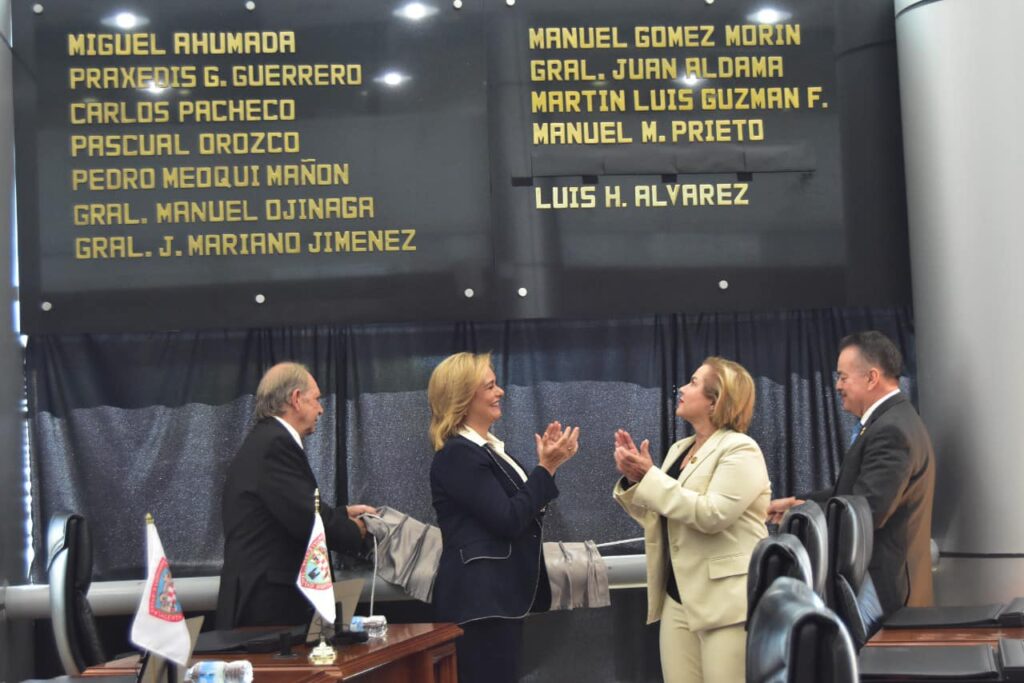 MIGUEL AHUMADA
PRAXEDIS G. GUERRERO
CARLOS PACHECO
PASCUAL OROZCO
PEDRO MEOQUI MAÑON
GRAL. MANUEL OJINAGA
GRAL. J. MARIANO JIMENEZ
MANUEL GOMEZ MORIN
GRAL. JUAN ALDAMA
MARTIN LUIS GUZMAN F.
MANUEL M. PRIETO
LUIS H. ALVAREZ